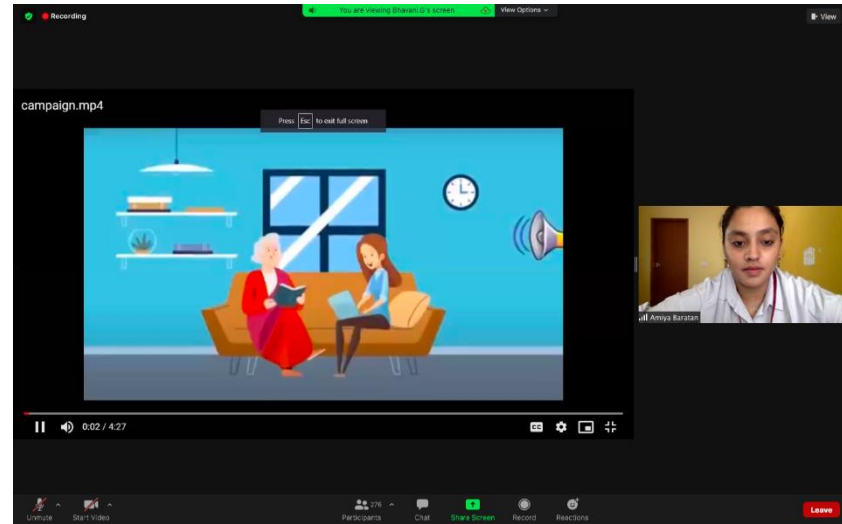 Recording
You are viewing Bhavani.G's screen
View Options
View
campaign.mp4
Press Esc to exit full screen
Amiya Baratan
0:02 / 4:27
CC
Unmute
Start Video
276
Participants
Chat
Share Screen
Record
Reactions
Leave